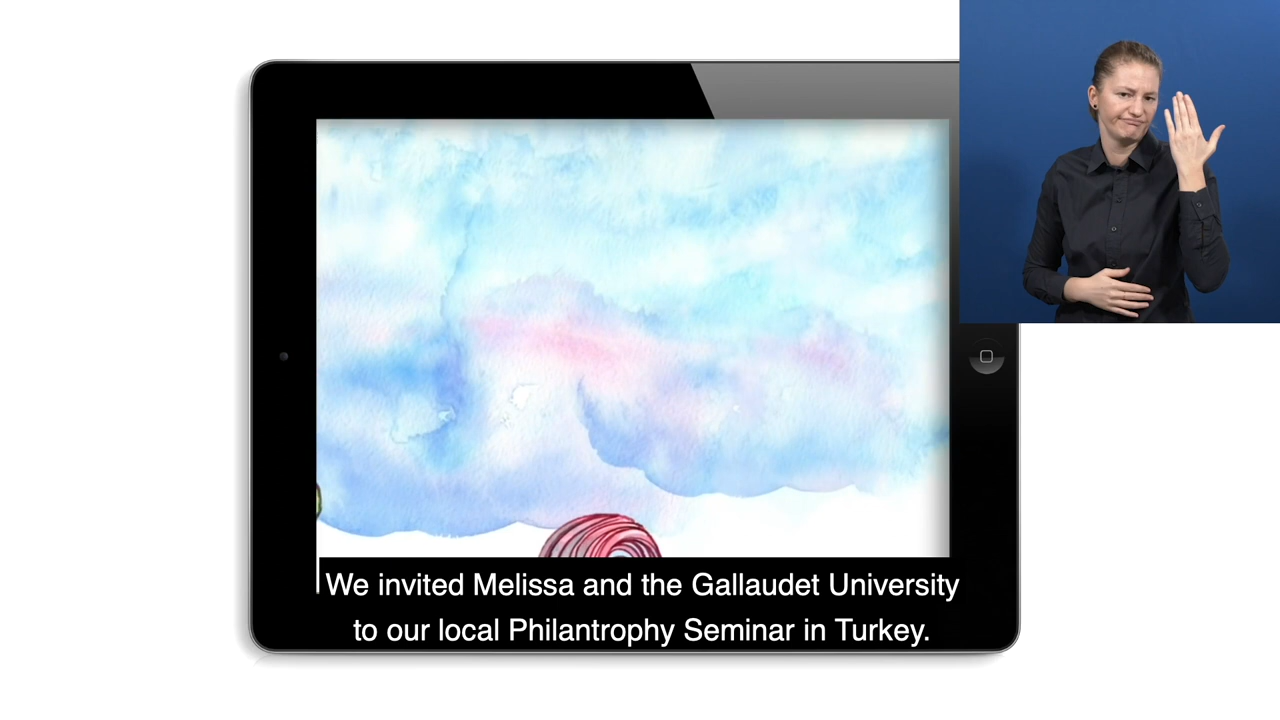 We invited Melissa and the Gallaudet University
to our local Philantrophy Seminar in Turkey.